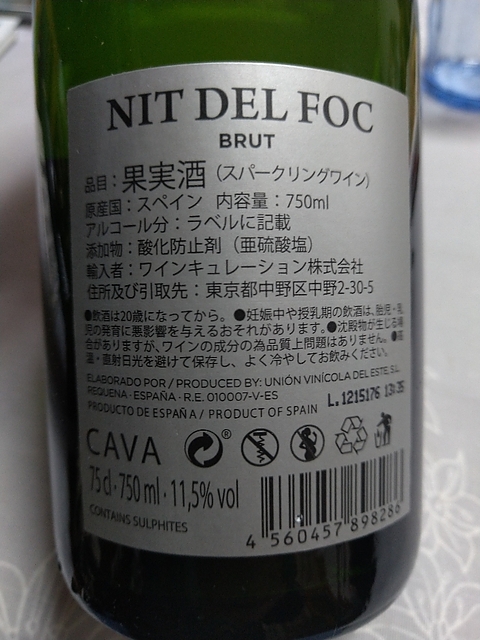 NIT DEL FOC
BRUT
品目：果実酒（スパークリングワイン）
原産国：スペイン 内容量：750ml
アルコール分：ラベルに記載
添加物：酸化防止剤（亜硫酸塩）
輸入者：ワインキュレーション株式会社
住所及び引取先：東京都中野区中野2-30-5
●飲酒は20歳になってから。●妊娠中や授乳期の飲酒は、胎児・乳
児の発育に悪影響を与えるおそれがあります。●沈殿物が生じる場
合がありますが、ワインの成分の為品質上問題はありません。●高
温・直射日光を避けて保存し、よく冷やしてお飲みください。
ELABORADO POR / PRODUCED BY: UNIÓN VINÍCOLA DEL ESTE, S.L.
REQUENA - ESPAÑA - R.E. 010007-V-ES
PRODUCTO DE ESPAÑA / PRODUCT OF SPAIN
L.1215176 13:35
CAVA ®
75 cl · 750 ml · 11,5% vol
CONTAINS SULPHITES
4 560457 898286